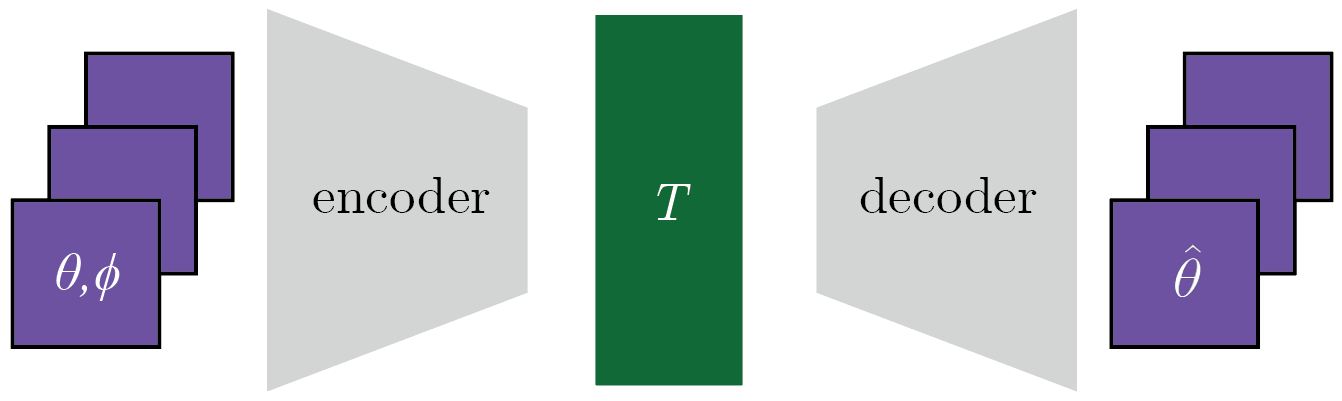 θ,ϕ
encoder
T
decoder
θ̂